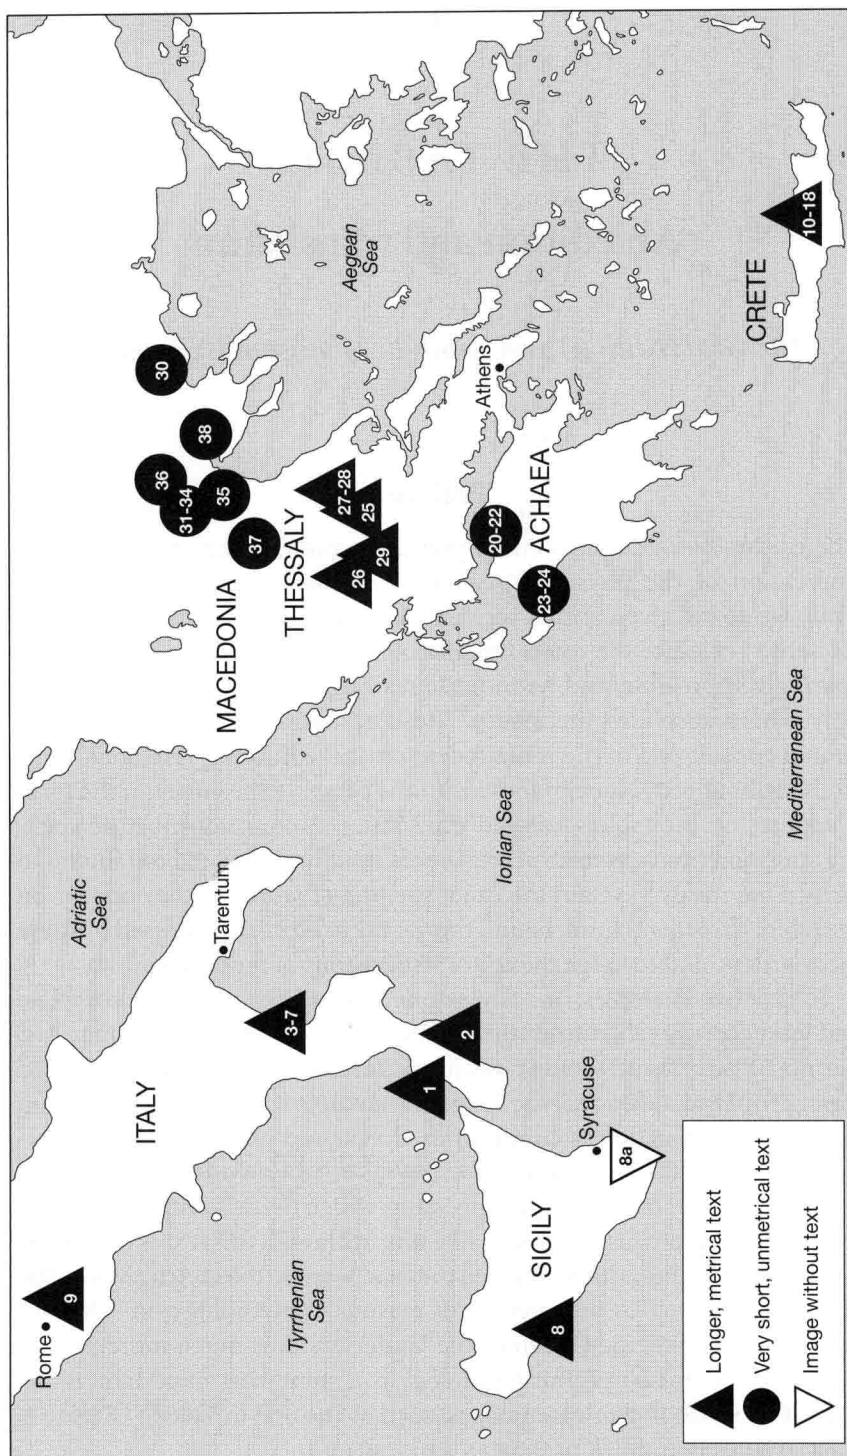 Adriatic
Sea
Rome
9
ITALY
MACEDONIA
36
30
31-34
38
35
37
Tarentum
3-7
THESSALY
27-28
25
26
29
Aegean
Sea
Tyrrhenian
Sea
1
2
Ionian Sea
ACHAEA
20-22
23-24
Athens
SICILY
8
Syracuse
8a
Mediterranean Sea
CRETE
10-18
Longer, metrical text
Very short, unmetrical text
Image without text